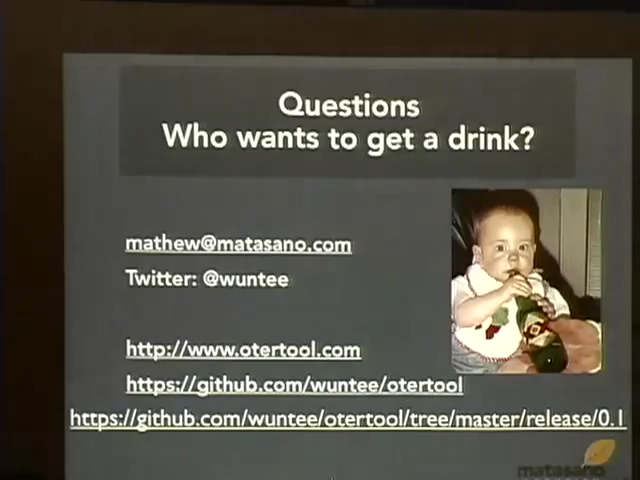 Questions
Who wants to get a drink?
mathew@matasano.com
Twitter: @wuntee
http://www.otertool.com
https://github.com/wuntee/otertool
https://github.com/wuntee/otertool/tree/master/release/0.1
matasano